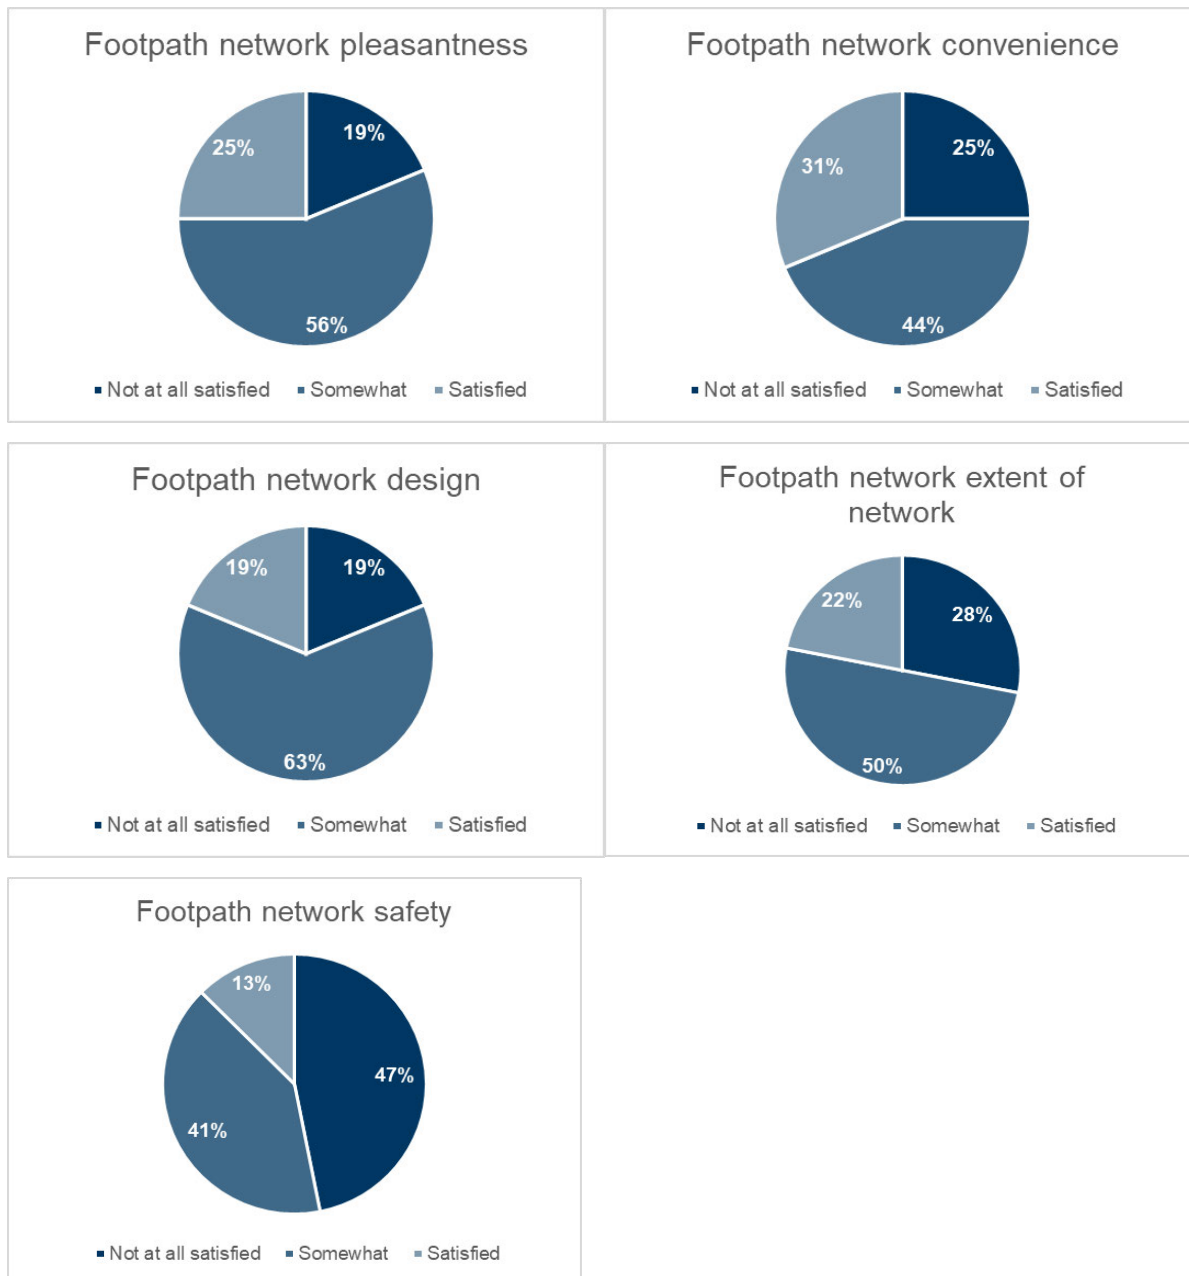 Footpath network pleasantness
19%
25%
56%
Not at all satisfied Somewhat Satisfied
Footpath network convenience
25%
31%
44%
Not at all satisfied Somewhat Satisfied
Footpath network design
19% 19%
63%
Not at all satisfied Somewhat Satisfied
Footpath network extent of
network
22%
28%
50%
Not at all satisfied Somewhat Satisfied
Footpath network safety
13%
47%
41%
Not at all satisfied Somewhat Satisfied